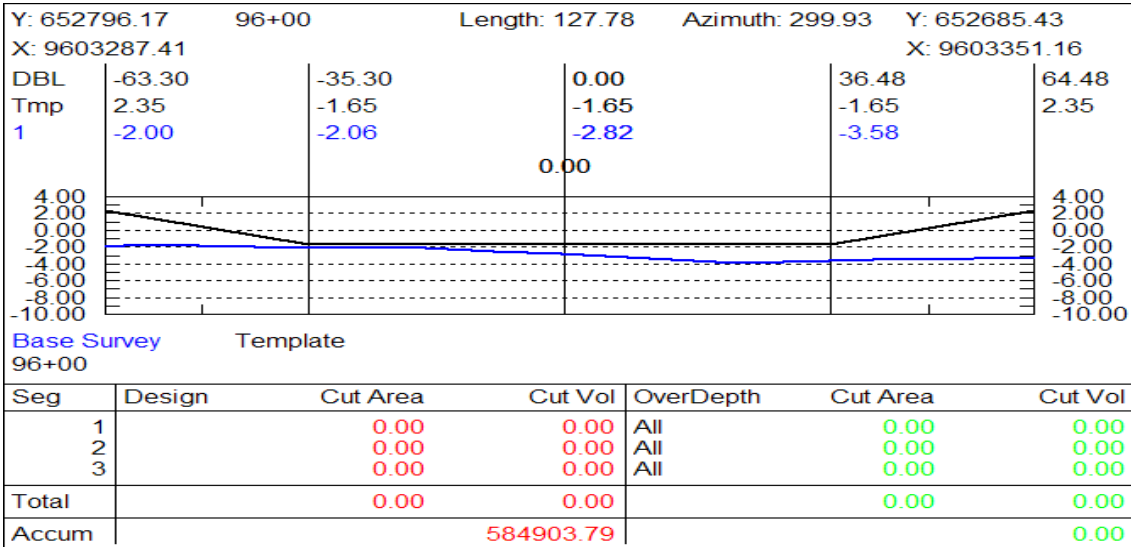 Y: 652796.17 96+00 Length: 127.78 Azimuth: 299.93 Y: 652685.43
X: 9603287.41 X: 9603351.16
DBL -63.30 -35.30 0.00 36.48 64.48
Tmp 2.35 -1.65 -1.65 -1.65 2.35
1 -2.00 -2.06 -2.82 -3.58
0.00
4.00 4.00
2.00 2.00
0.00 0.00
-2.00 -2.00
-4.00 -4.00
-6.00 -6.00
-8.00 -8.00
-10.00 -10.00
Base Survey Template
96+00
Seg Design Cut Area Cut Vol OverDepth Cut Area Cut Vol
1 0.00 0.00 All 0.00 0.00
2 0.00 0.00 All 0.00 0.00
3 0.00 0.00 All 0.00 0.00
Total 0.00 0.00 0.00 0.00
Accum 584903.79 0.00